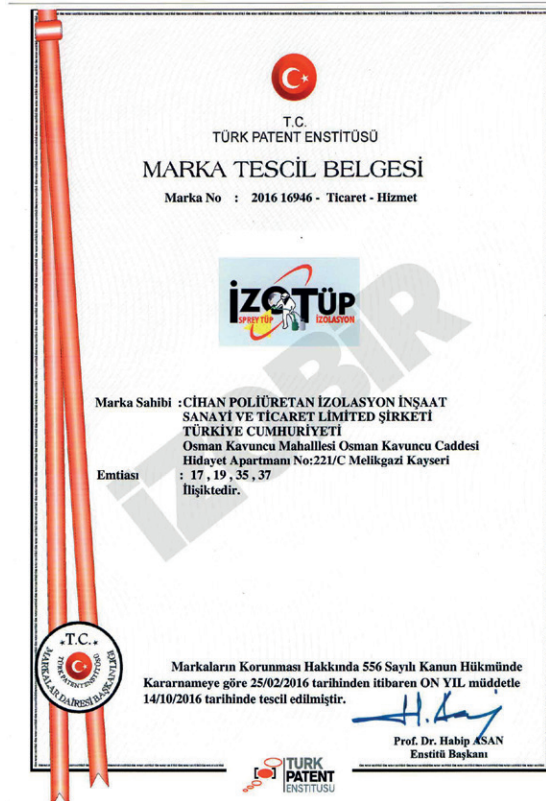 T.C.
TÜRK PATENT ENSTİTÜSÜ
MARKA TESCİL BELGESİ
Marka No : 2016 16946 - Ticaret - Hizmet
İZOTÜP
SPREY TÜP İZOLASYON
İZOBİR
Marka Sahibi :CİHAN POLİÜRETAN İZOLASYON İNŞAAT
SANAYİ VE TİCARET LİMİTED ŞİRKETİ
TÜRKİYE CUMHURİYETİ
Osman Kavuncu Mahalllesi Osman Kavuncu Caddesi
Hidayet Apartmanı No:221/C Melikgazi Kayseri
Emtiası : 17 , 19 , 35 , 37
İlişiktedir.
T.C.
TÜRK PATENT ENSTİTÜSÜ
MARKALAR DAİRESİ BAŞKANLIĞI
Markaların Korunması Hakkında 556 Sayılı Kanun Hükmünde
Kararnameye göre 25/02/2016 tarihinden itibaren ON YIL müddetle
14/10/2016 tarihinde tescil edilmiştir.
Prof. Dr. Habip ASAN
Enstitü Başkanı
TURK
PATENT
ENSTITUSU